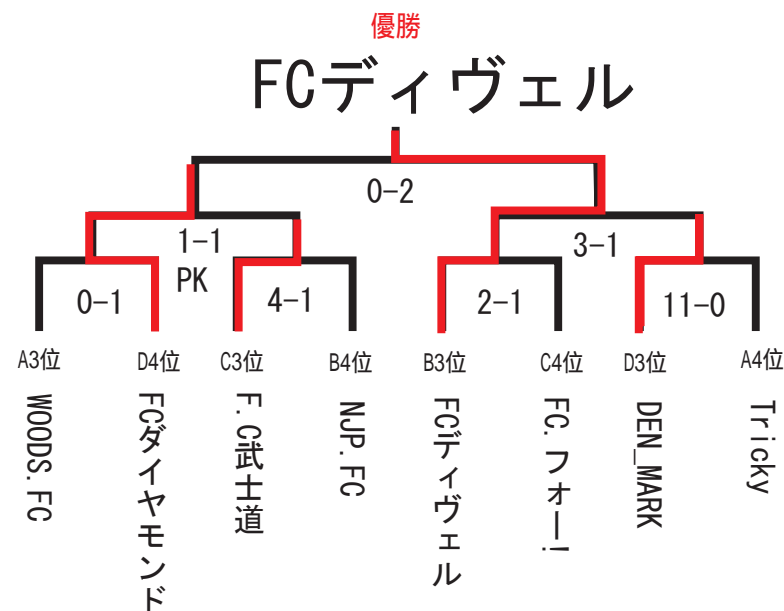 優勝
FCディヴェル
0-2
1-1
PK
3-1
0-1
4-1
2-1
11-0
A3位
D4位
C3位
B4位
B3位
C4位
D3位
A4位
WOODS.FC
FCダイヤモンド
F.C武士道
NJP.FC
FCディヴェル
FC.フォー!
DEN_MARK
Tricky